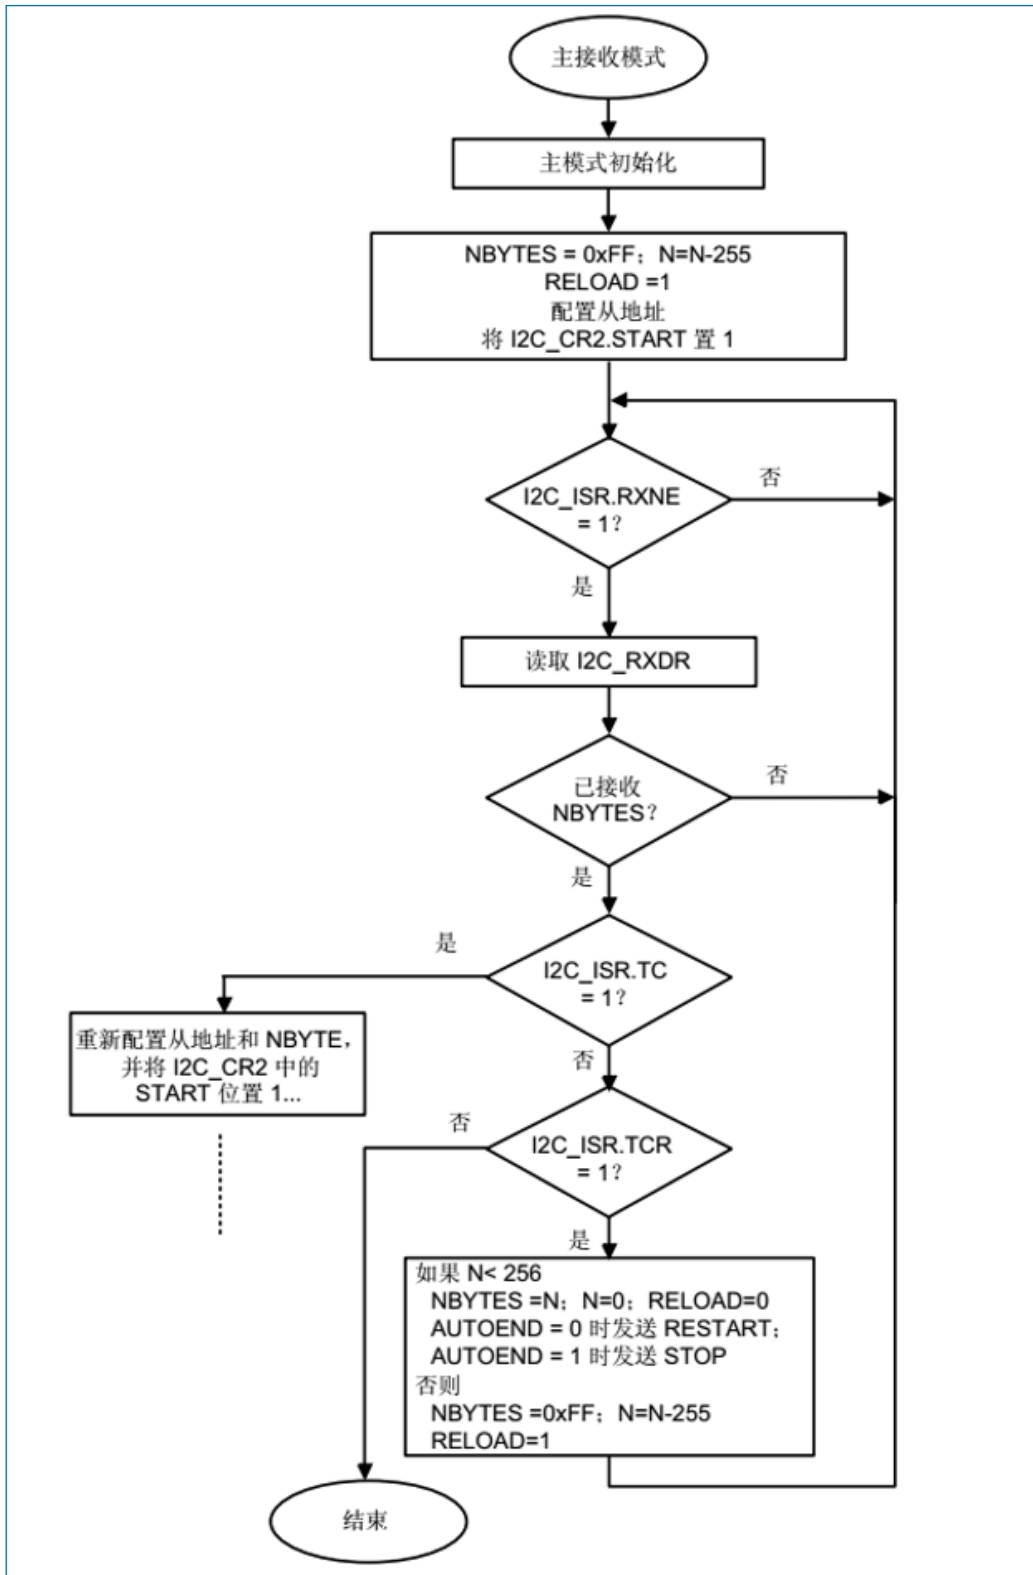 主接收模式
主模式初始化
NBYTES = 0xFF；N=N-255
RELOAD =1
配置从地址
将 I2C_CR2.START 置 1
I2C_ISR.RXNE
= 1？
否
是
读取 I2C_RXDR
已接收
NBYTES？
否
是
I2C_ISR.TC
= 1？
是
重新配置从地址和 NBYTE，
并将 I2C_CR2 中的
START 位置 1...
否
I2C_ISR.TCR
= 1？
否
是
如果 N< 256
NBYTES =N；N=0；RELOAD=0
AUTOEND = 0 时发送 RESTART；
AUTOEND = 1 时发送 STOP
否则
NBYTES =0xFF；N=N-255
RELOAD=1
结束